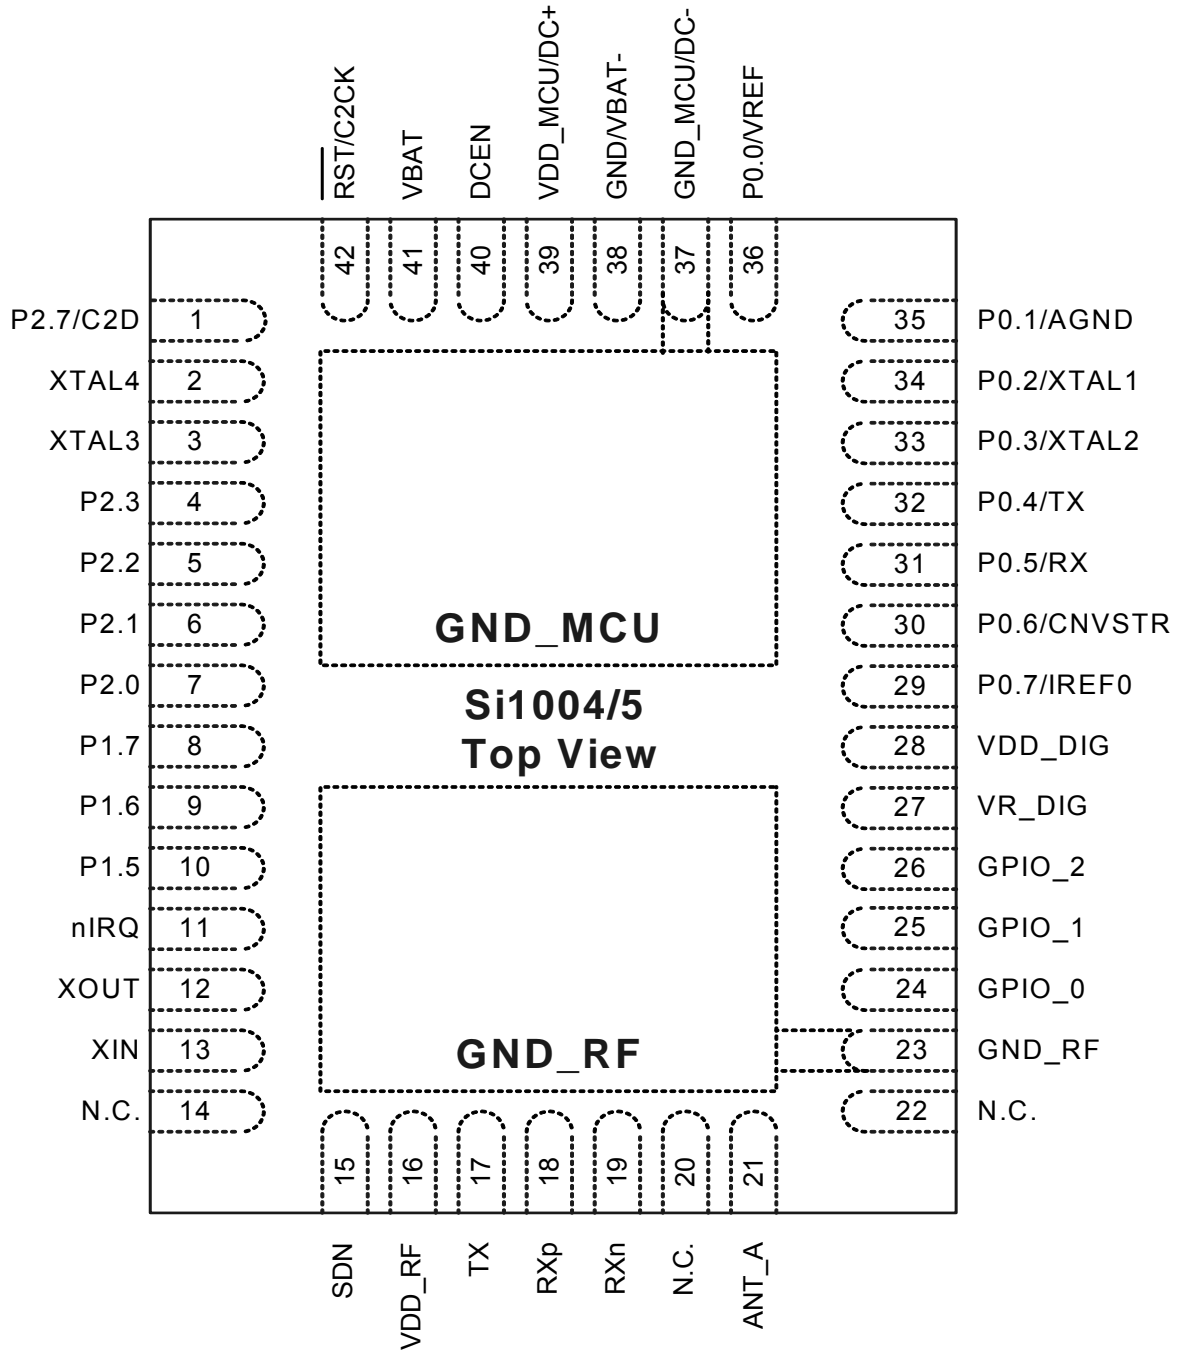 RST/C2CK
VBAT
DCEN
VDD_MCU/DC+
GND/VBAT-
GND_MCU/DC-
P0.0/VREF
42
41
40
39
38
37
36
P2.7/C2D 1
XTAL4 2
XTAL3 3
P2.3 4
P2.2 5
P2.1 6
P2.0 7
P1.7 8
P1.6 9
P1.5 10
nIRQ 11
XOUT 12
XIN 13
N.C. 14
GND_MCU
Si1004/5
Top View
GND_RF
35 P0.1/AGND
34 P0.2/XTAL1
33 P0.3/XTAL2
32 P0.4/TX
31 P0.5/RX
30 P0.6/CNVSTR
29 P0.7/IREF0
28 VDD_DIG
27 VR_DIG
26 GPIO_2
25 GPIO_1
24 GPIO_0
23 GND_RF
22 N.C.
15
16
17
18
19
20
21
SDN
VDD_RF
TX
RXp
RXn
N.C.
ANT_A